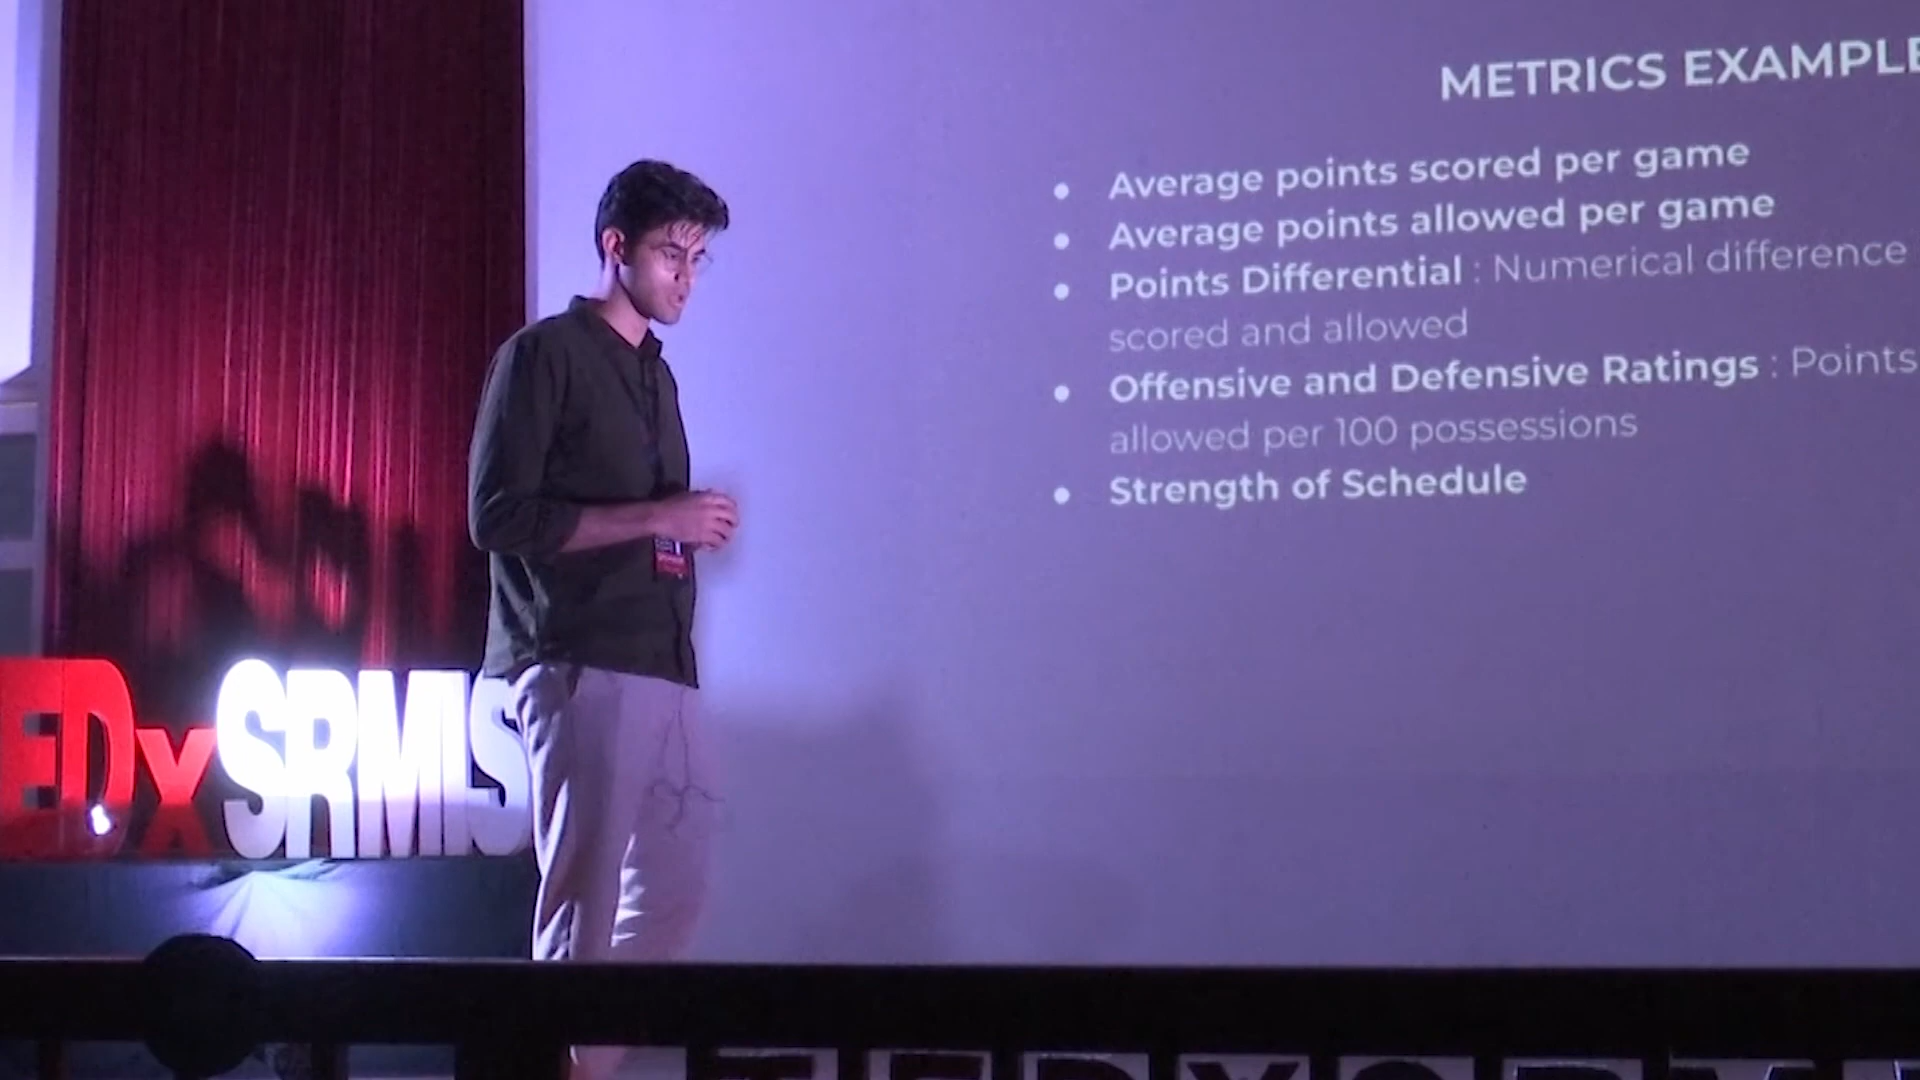 METRICS EXAMPLE
• Average points scored per game
• Average points allowed per game
• Points Differential : Numerical difference
scored and allowed
• Offensive and Defensive Ratings : Points
allowed per 100 possessions
• Strength of Schedule
EDxSRMIS